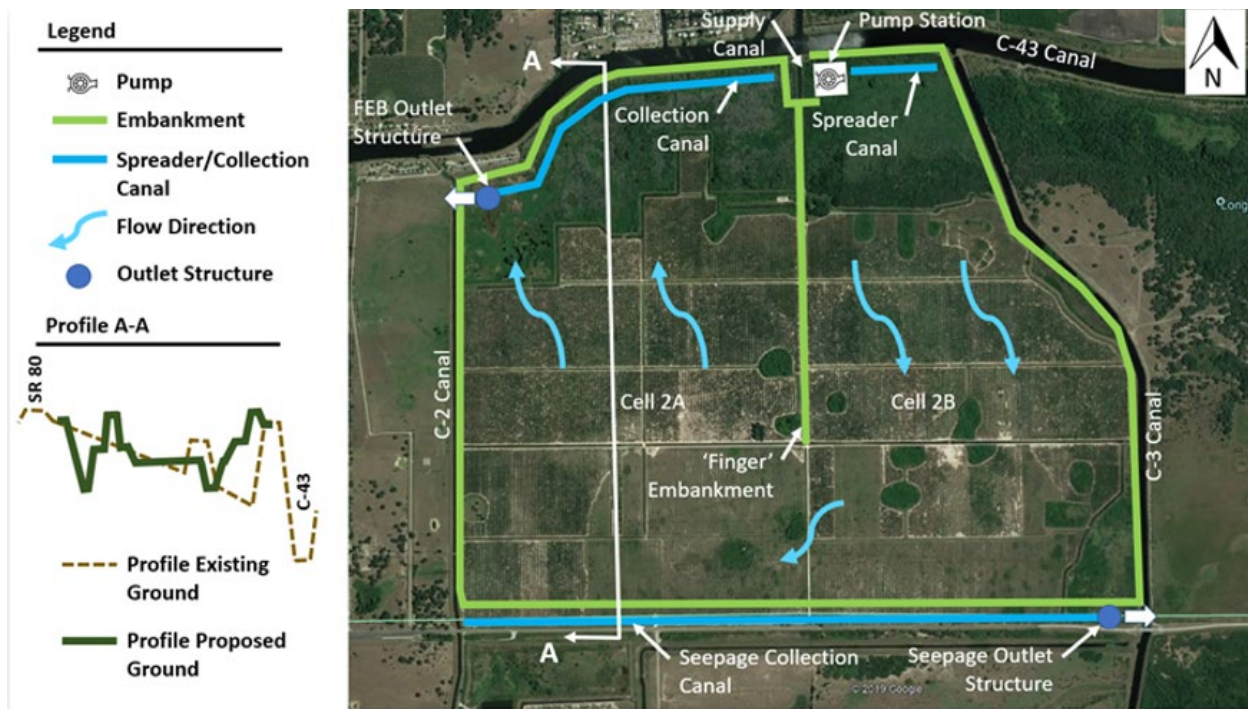 Legend
Pump
Embankment
Spreader/Collection
Canal
Flow Direction
Outlet Structure
Profile A-A
SR 80
C-43
Profile Existing
Ground
Profile Proposed
Ground
Supply
Canal
Pump Station
C-43 Canal
N
A
FEB Outlet
Structure
Collection
Canal
Spreader
Canal
Long
C-2 Canal
Cell 2A
Cell 2B
C-3 Canal
'Finger'
Embankment
A
Seepage Collection
Canal
Seepage Outlet
Structure
© 2019 Google